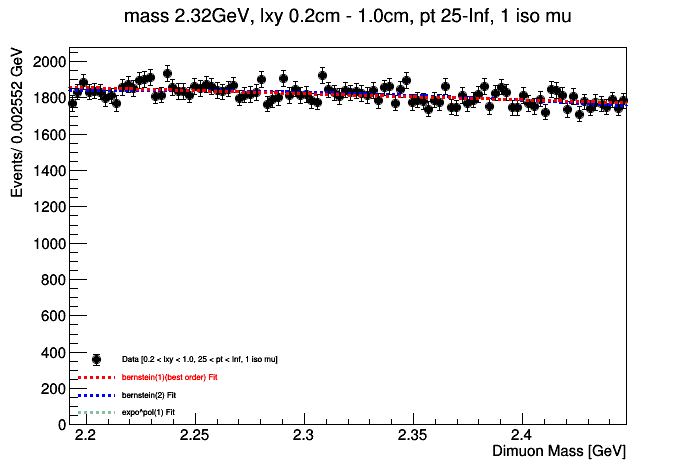 mass 2.32GeV, lxy 0.2cm - 1.0cm, pt 25-Inf, 1 iso mu
Events/ 0.002552 GeV
2000
1800
1600
1400
1200
1000
800
600
400
200
0
Data [0.2 < lxy < 1.0, 25 < pt < Inf, 1 iso mu]
bernstein(1)(best order) Fit
bernstein(2) Fit
expo*pol(1) Fit
2.2 2.25 2.3 2.35 2.4
Dimuon Mass [GeV]